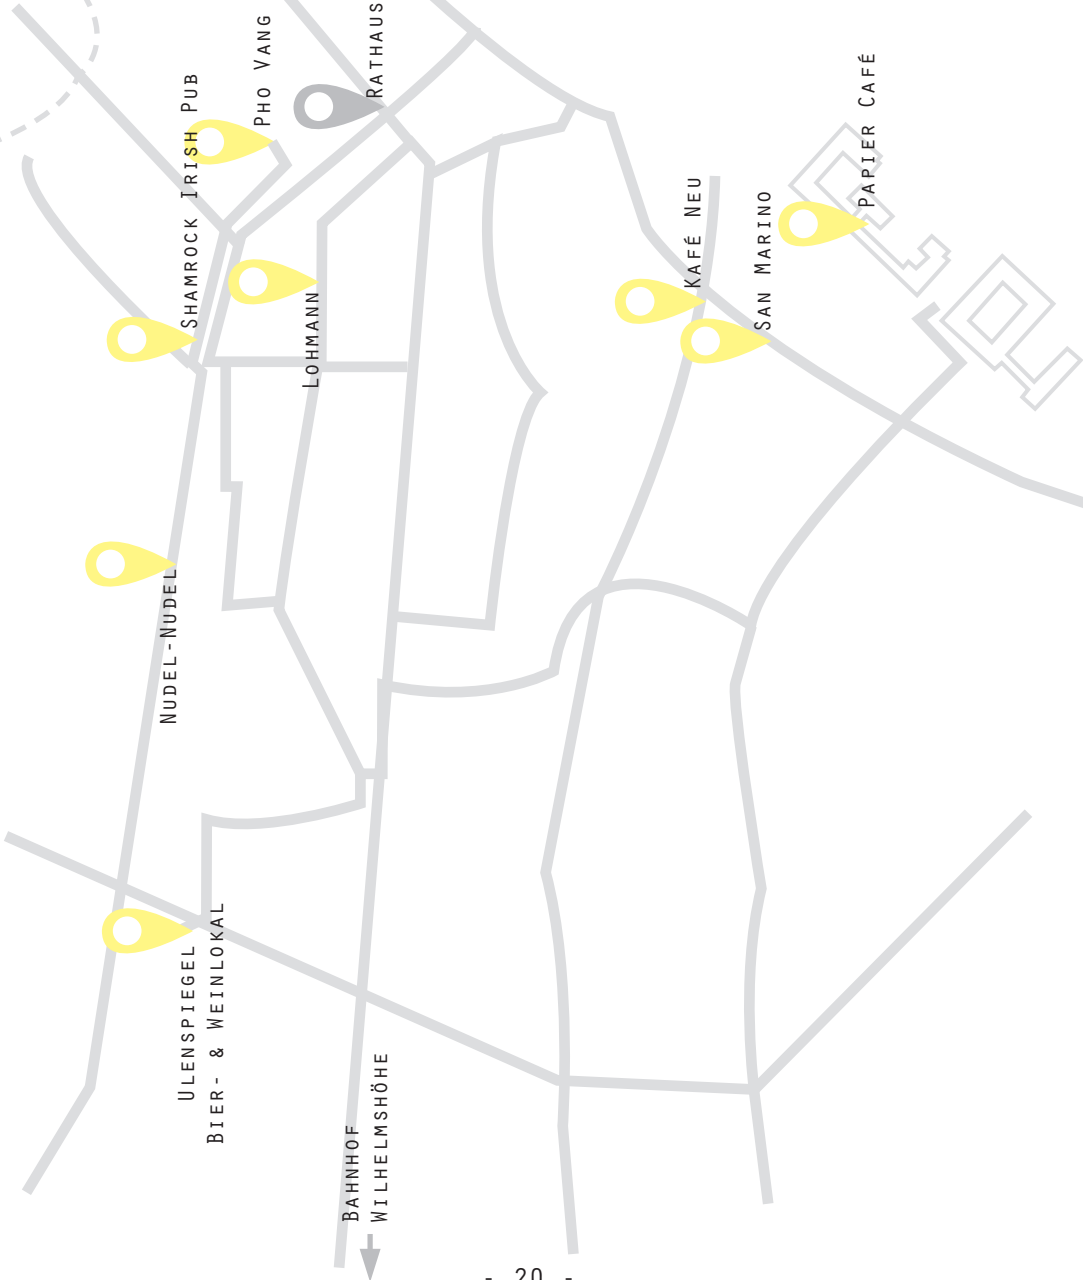 Rathaus
Pho Vang
Shamrock Irish Pub
Papier Café
Kafé Neu
San Marino
Lohmann
Nudel-Nudel
Ulenspiegel
Bier- & Weinlokal
Bahnhof
Wilhelmshöhe
- 20 -